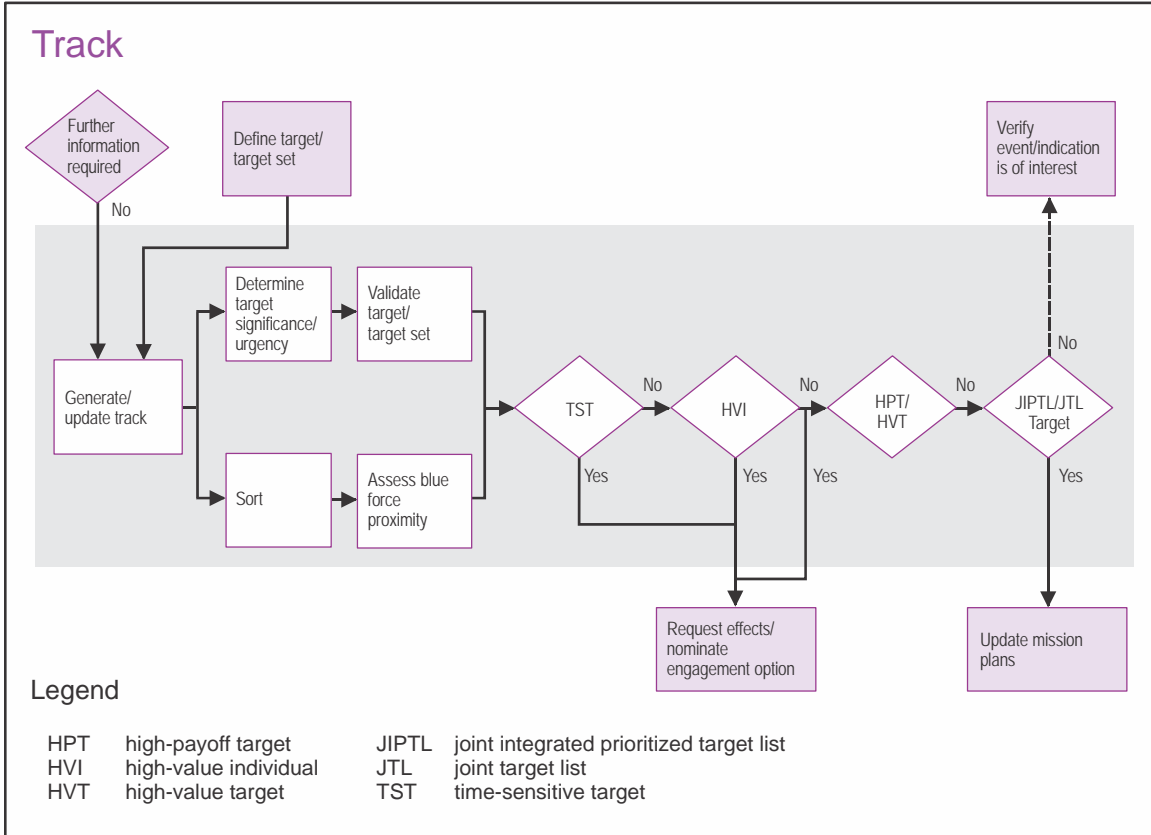 Track
Further
information
required
Define target/
target set
Verify
event/indication
is of interest
No
Determine
target
significance/
urgency
Validate
target/
target set
Generate/
update track
Sort
Assess blue
force
proximity
TST
No
HVI
No
HPT/
HVT
No
JIPTL/JTL
Target
No
Yes
Yes
Yes
Yes
Request effects/
nominate
engagement option
Update mission
plans
Legend
HPT high-payoff target
HVI high-value individual
HVT high-value target
JIPTL joint integrated prioritized target list
JTL joint target list
TST time-sensitive target